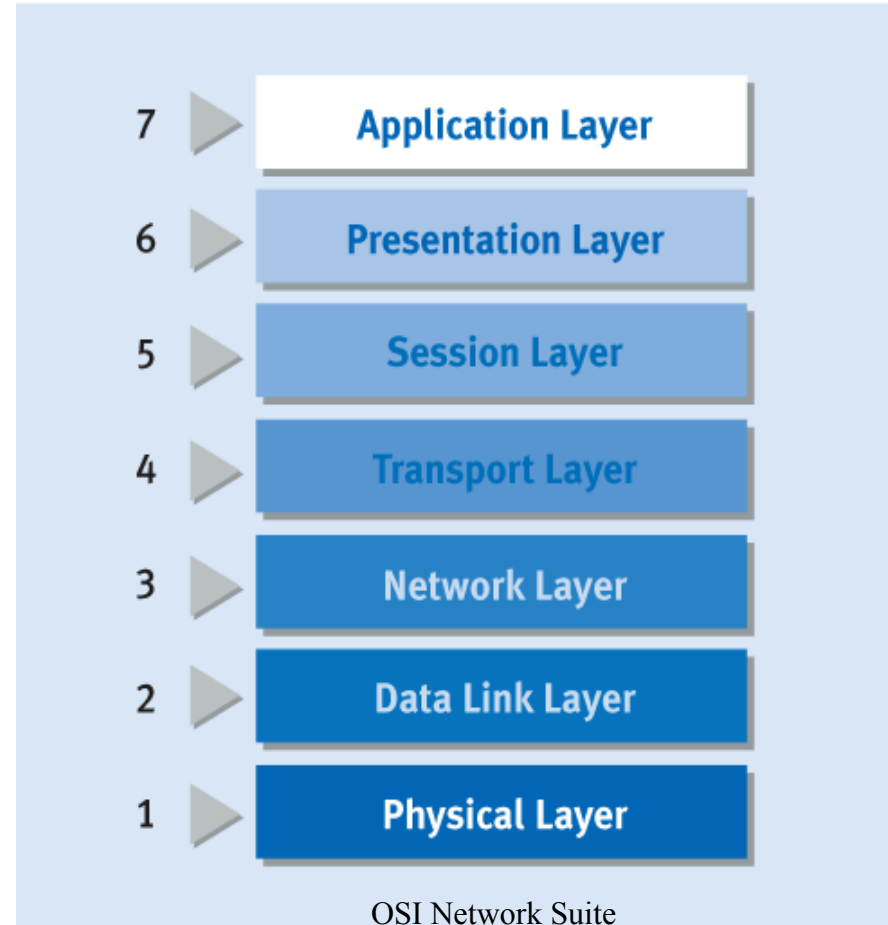 7 Application Layer
6 Presentation Layer
5 Session Layer
4 Transport Layer
3 Network Layer
2 Data Link Layer
1 Physical Layer
OSI Network Suite